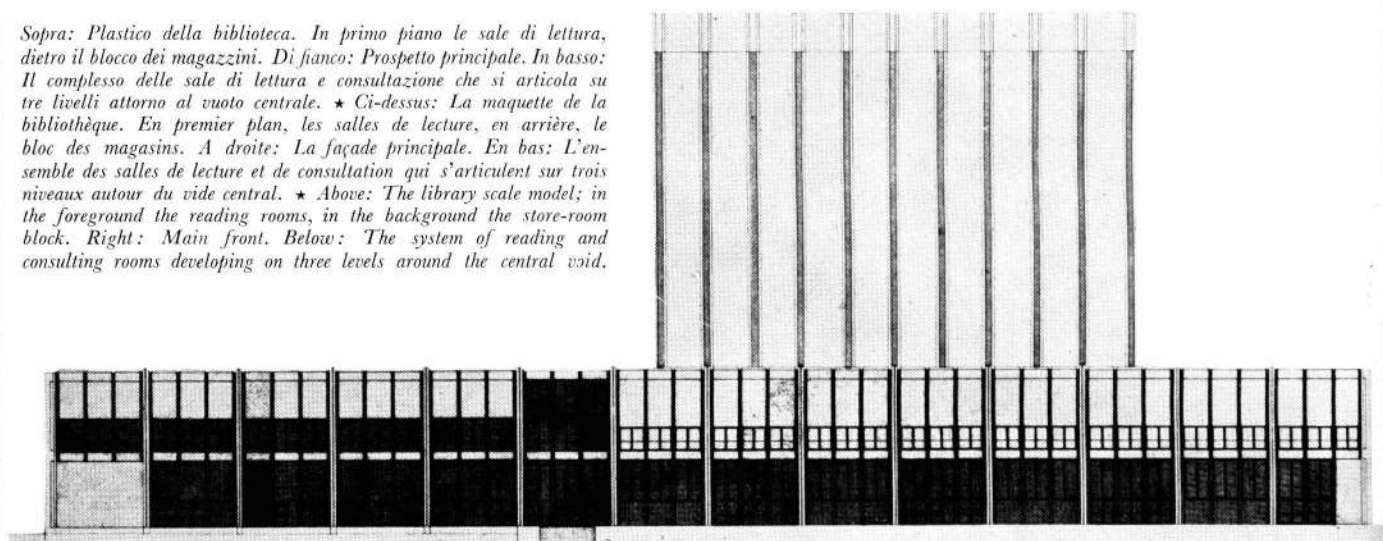 Sopra: Plastico della biblioteca. In primo piano le sale di lettura,
dietro il blocco dei magazzini. Di fianco: Prospetto principale. In basso:
Il complesso delle sale di lettura e consultazione che si articola su
tre livelli attorno al vuoto centrale. ★ Ci-dessus: La maquette de la
bibliothèque. En premier plan, les salles de lecture, en arrière, le
bloc des magasins. A droite: La façade principale. En bas: L'en-
semble des salles de lecture et de consultation qui s'articulent sur trois
niveaux autour du vide central. ★ Above: The library scale model; in
the foreground the reading rooms, in the background the store-room
block. Right: Main front. Below: The system of reading and
consulting rooms developing on three levels around the central void.